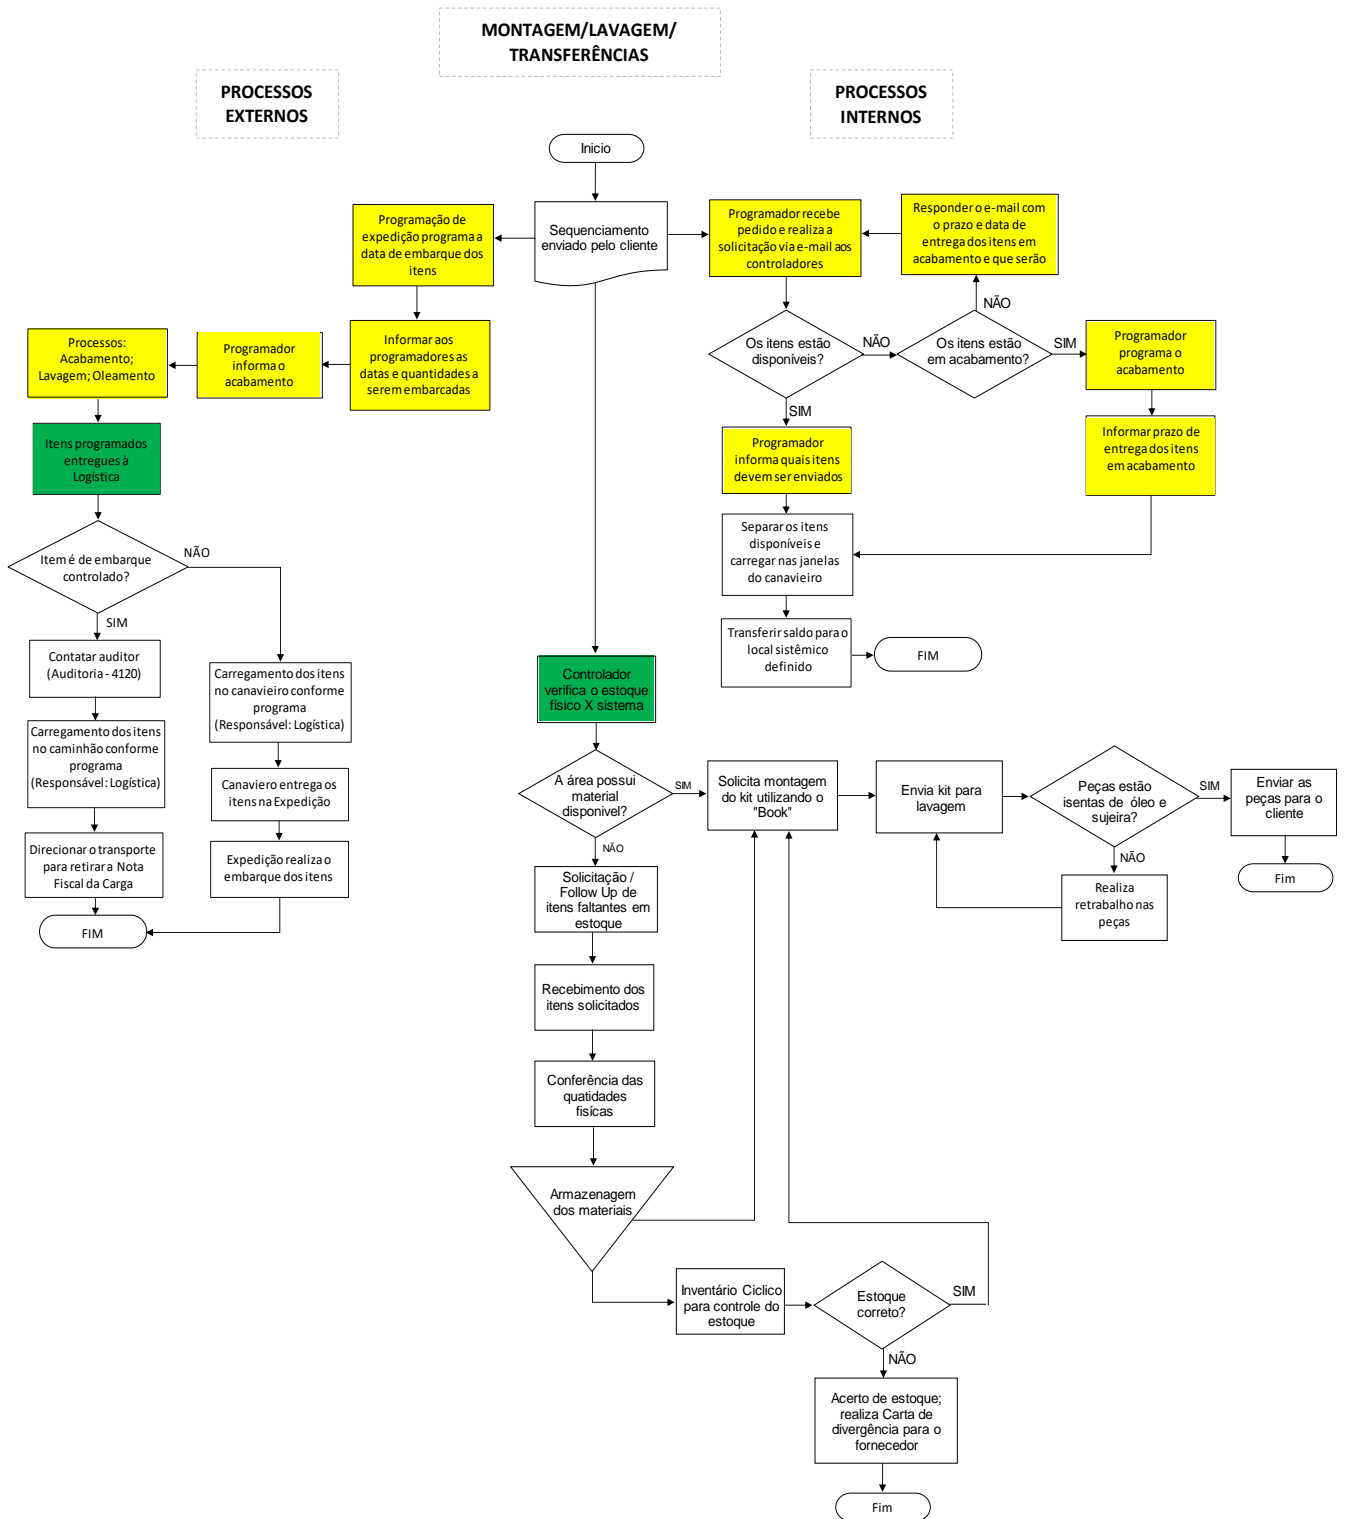 MONTAGEM/LAVAGEM/
TRANSFERÊNCIAS
PROCESSOS
EXTERNOS
PROCESSOS
INTERNOS
Inicio
Sequenciamento
enviado pelo cliente
Programação de
expedição programa a
data de embarque dos
itens
Informar aos
programadores as
datas e quantidades a
serem embarcadas
Programador
informa o
acabamento
Processos:
Acabamento;
Lavagem; Oleamento
Itens programados
entregues à
Logística
Item é de embarque
controlado?
NÃO
SIM
Contatar auditor
(Auditoria - 4120)
Carregamento dos itens
no caminhão conforme
programa
(Responsável: Logística)
Direcionar o transporte
para retirar a Nota
Fiscal da Carga
FIM
Carregamento dos itens
no canavieiro conforme
programa
(Responsável: Logística)
Canaviero entrega os
itens na Expedição
Expedição realiza o
embarque dos itens
Programador recebe
pedido e realiza a
solicitação via e-mail aos
controladores
Responder o e-mail com
o prazo e data de
entrega dos itens em
acabamento e que serão
NÃO
Os itens estão
disponíveis?
NÃO
Os itens estão
em acabamento?
SIM
Programador
programa o
acabamento
SIM
Programador
informa quais itens
devem ser enviados
Informar prazo de
entrega dos itens
em acabamento
Separar os itens
disponíveis e
carregar nas janelas
do canavieiro
Transferir saldo para o
local sistêmico
definido
FIM
Controlador
verifica o estoque
físico X sistema
A área possui
material
disponivel?
SIM
NÃO
Solicita montagem
do kit utilizando o
"Book"
Envia kit para
lavagem
Peças estão
isentas de óleo e
sujeira?
SIM
Enviar as
peças para o
cliente
Fim
NÃO
Realiza
retrabalho nas
peças
Solicitação /
Follow Up de
itens faltantes em
estoque
Recebimento dos
itens solicitados
Conferência das
quatidades
fisícas
Armazenagem
dos materiais
Inventário Ciclico
para controle do
estoque
Estoque
correto?
SIM
NÃO
Acerto de estoque;
realiza Carta de
divergência para o
fornecedor
Fim